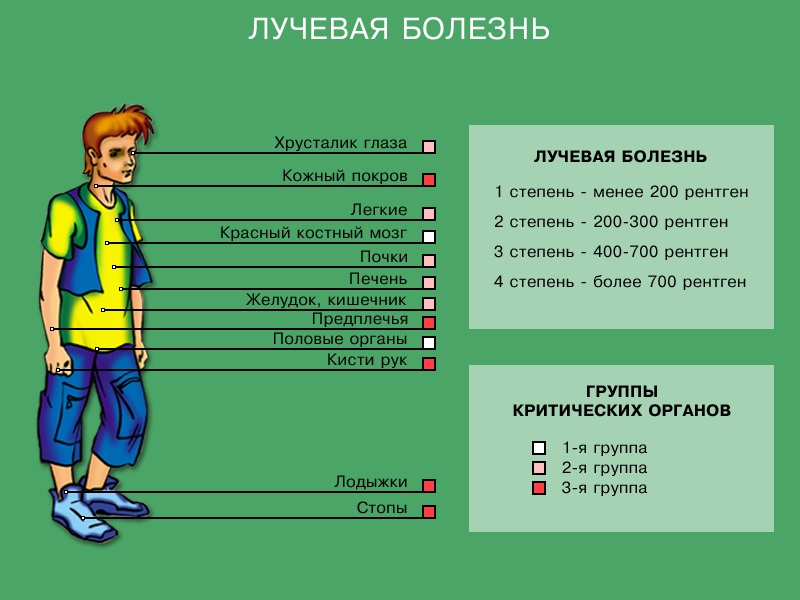 ЛУЧЕВАЯ БОЛЕЗНЬ
Хрусталик глаза
Кожный покров
Легкие
Красный костный мозг
Почки
Печень
Желудок, кишечник
Предплечья
Половые органы
Кисти рук
Лодыжки
Стопы
ЛУЧЕВАЯ БОЛЕЗНЬ
1 степень - менее 200 рентген
2 степень - 200-300 рентген
3 степень - 400-700 рентген
4 степень - более 700 рентген
ГРУППЫ
КРИТИЧЕСКИХ ОРГАНОВ
1-я группа
2-я группа
3-я группа